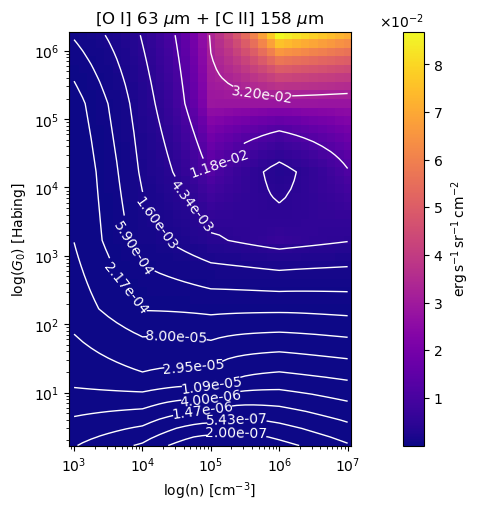 [O I] 63 μm + [C II] 158 μm
×10⁻²
10⁶
10⁵
10⁴
10³
10²
10¹
log(G₀) [Habing]
3.20e-02
1.18e-02
4.34e-03
1.60e-03
5.90e-04
2.17e-04
8.00e-05
2.95e-05
1.09e-05
4.00e-06
1.47e-06
5.43e-07
2.00e-07
10³ 10⁴ 10⁵ 10⁶ 10⁷
log(n) [cm⁻³]
8
7
6
5
4
3
2
1
erg s⁻¹ sr⁻¹ cm⁻²